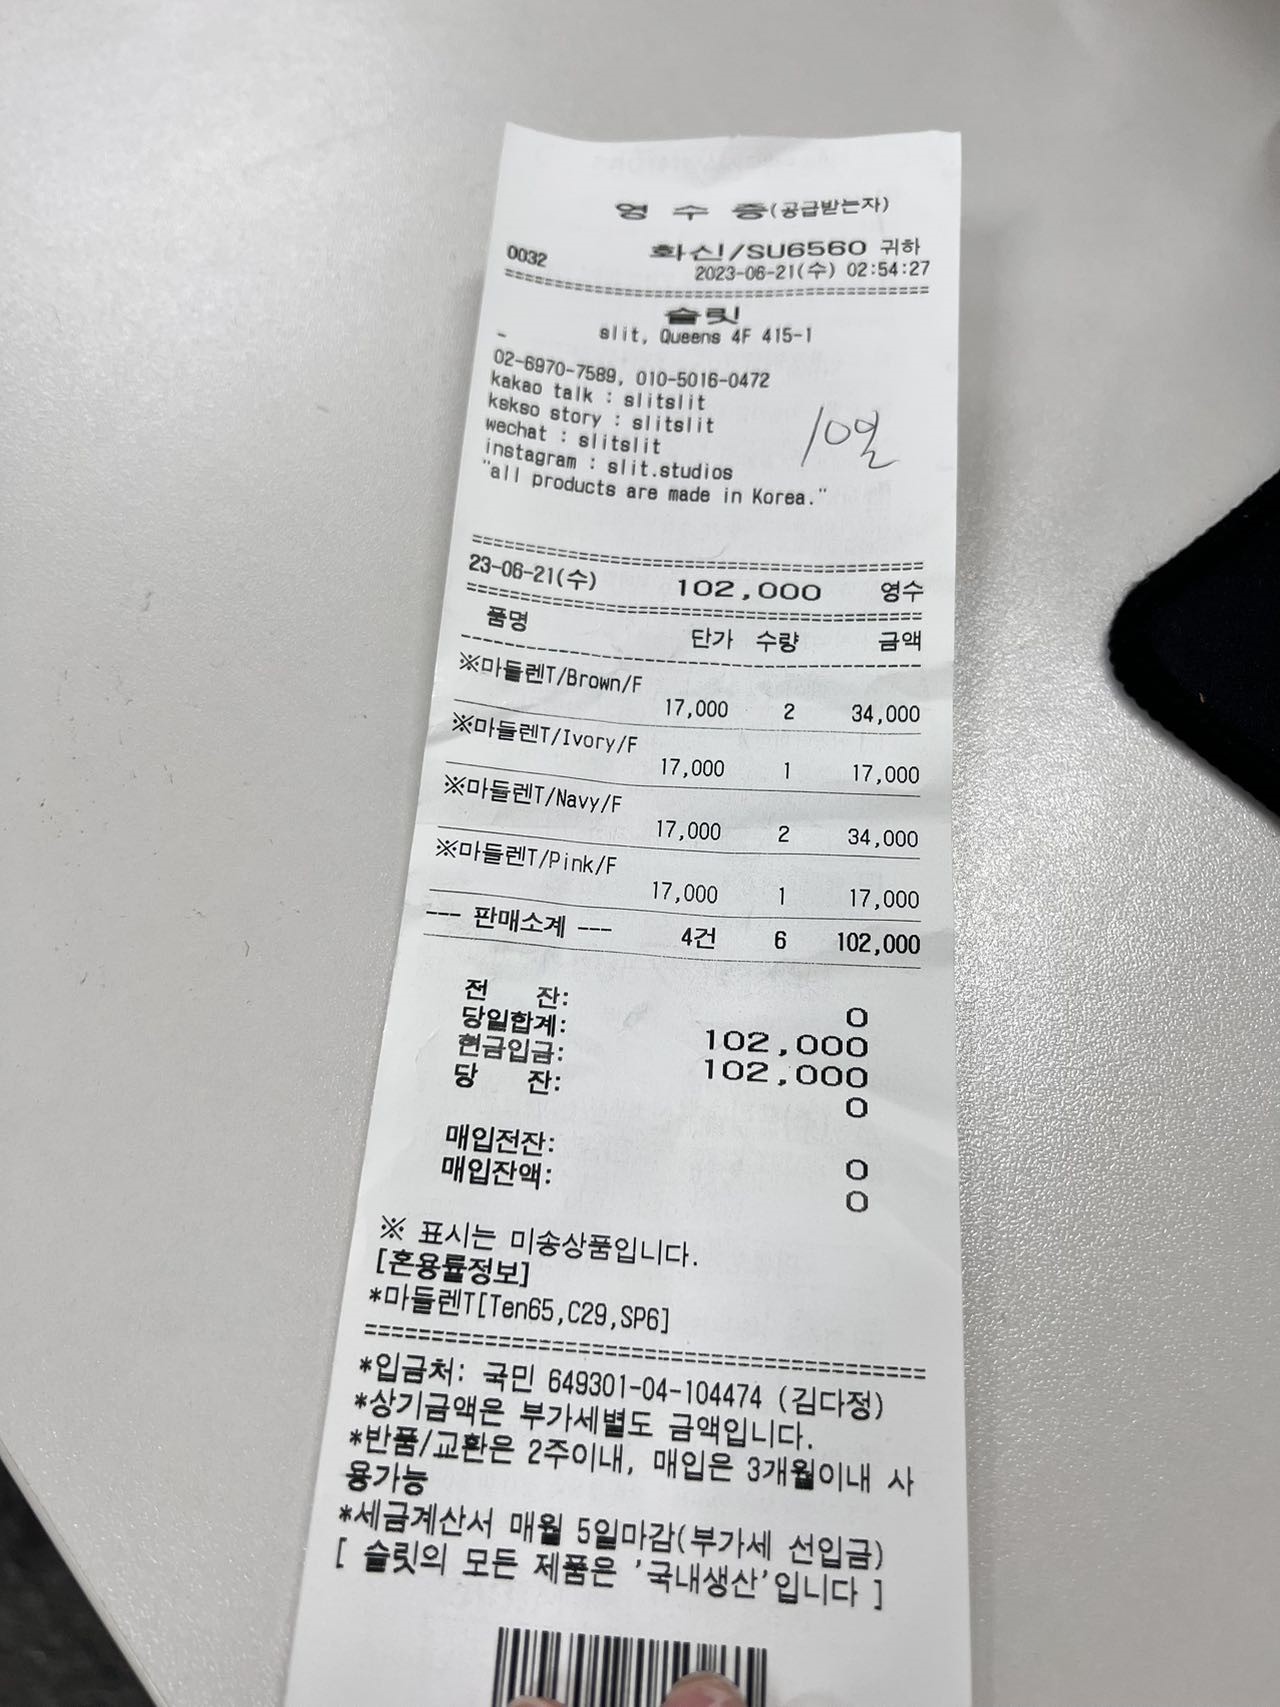 영 수 증(공급받는자)
0032 화신/SU6560 귀하
2023-06-21(수) 02:54:27
================================================
슬릿
- slit, Queens 4F 415-1
02-6970-7589, 010-5016-0472
kakao talk : slitslit
kskso story : slitslit
wechat : slitslit
instagram : slit.studios
"all products are made in Korea."
10일
================================================
23-06-21(수) 102,000 영수
================================================
품명 단가 수량 금액
------------------------------------------------
※마들렌T/Brown/F
17,000 2 34,000
※마들렌T/Ivory/F
17,000 1 17,000
※마들렌T/Navy/F
17,000 2 34,000
※마들렌T/Pink/F
17,000 1 17,000
--- 판매소계 --- 4건 6 102,000
전 잔: 0
당일합계: 102,000
현금입금: 102,000
당 잔: 0
매입전잔: 0
매입잔액: 0
※ 표시는 미송상품입니다.
[혼용률정보]
*마들렌T[Ten65,C29,SP6]
================================================
*입금처: 국민 649301-04-104474 (김다정)
*상기금액은 부가세별도 금액입니다.
*반품/교환은 2주이내, 매입은 3개월이내 사
용가능
*세금계산서 매월 5일마감(부가세 선입금)
[ 슬릿의 모든 제품은 '국내생산'입니다 ]